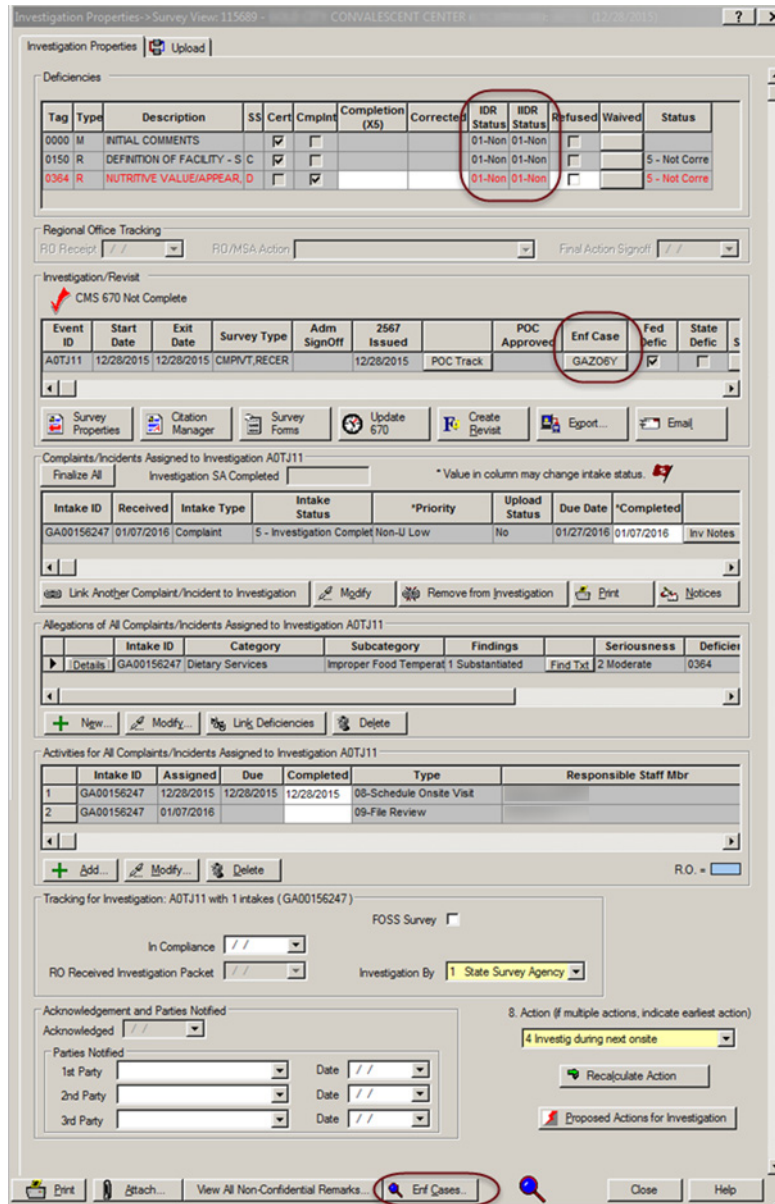 Investigation Properties->Survey View: 115689 - CONVALESCENT CENTER (12/28/2015)
Investigation Properties Upload
Deficiencies
Tag Type Description SS Cert Cmplnt Completion (X5) Corrected IDR Status IIDR Status Refused Waived Status
0000 M INITIAL COMMENTS 01-Non 01-Non
0150 R DEFINITION OF FACILITY - S C 01-Non 01-Non 5 - Not Corre
0364 R NUTRITIVE VALUE/APPEAR, D 01-Non 01-Non 5 - Not Corre
Regional Office Tracking
RO Receipt / / RO/MSA Action Final Action Signoff / /
Investigation/Revisit
CMS 670 Not Complete
Event ID Start Date Exit Date Survey Type Adm SignOff 2567 Issued POC Approved Enf Case Fed Defic State Defic S
A0TJ11 12/28/2015 12/28/2015 CMPIVT,RECER 12/28/2015 POC Track GAZ06Y
Survey Properties Citation Manager Survey Forms Update 670 Create Revisit Export... Email
Complaints/Incidents Assigned to Investigation A0TJ11
Finalize All Investigation SA Completed * Value in column may change intake status.
Intake ID Received Intake Type Intake Status *Priority Upload Status Due Date *Completed
GA00156247 01/07/2016 Complaint 5 - Investigation Complet Non-IJ Low No 01/27/2016 01/07/2016 Inv Notes
Link Another Complaint/Incident to Investigation Modify Remove from Investigation Print Notices
Allegations of All Complaints/Incidents Assigned to Investigation A0TJ11
Intake ID Category Subcategory Findings Seriousness Deficien
Details GA00156247 Dietary Services Improper Food Temperat 1 Substantiated Find Txt 2 Moderate 0364
New... Modify... Link Deficiencies Delete
Activities for All Complaints/Incidents Assigned to Investigation A0TJ11
Intake ID Assigned Due Completed Type Responsible Staff Mbr
1 GA00156247 12/28/2015 12/28/2015 12/28/2015 08-Schedule Onsite Visit
2 GA00156247 01/07/2016 09-File Review
Add... Modify... Delete R.O. =
Tracking for Investigation: A0TJ11 with 1 intakes ( GA00156247 )
FOSS Survey
In Compliance / /
RO Received Investigation Packet / / Investigation By 1 State Survey Agency
Acknowledgement and Parties Notified
Acknowledged / /
8. Action (if multiple actions, indicate earliest action)
4 Investig during next onsite
Parties Notified
1st Party Date / /
Recalculate Action
2nd Party Date / /
3rd Party Date / /
Proposed Actions for Investigation
Print Attach... View All Non-Confidential Remarks... Enf Cases... Close Help